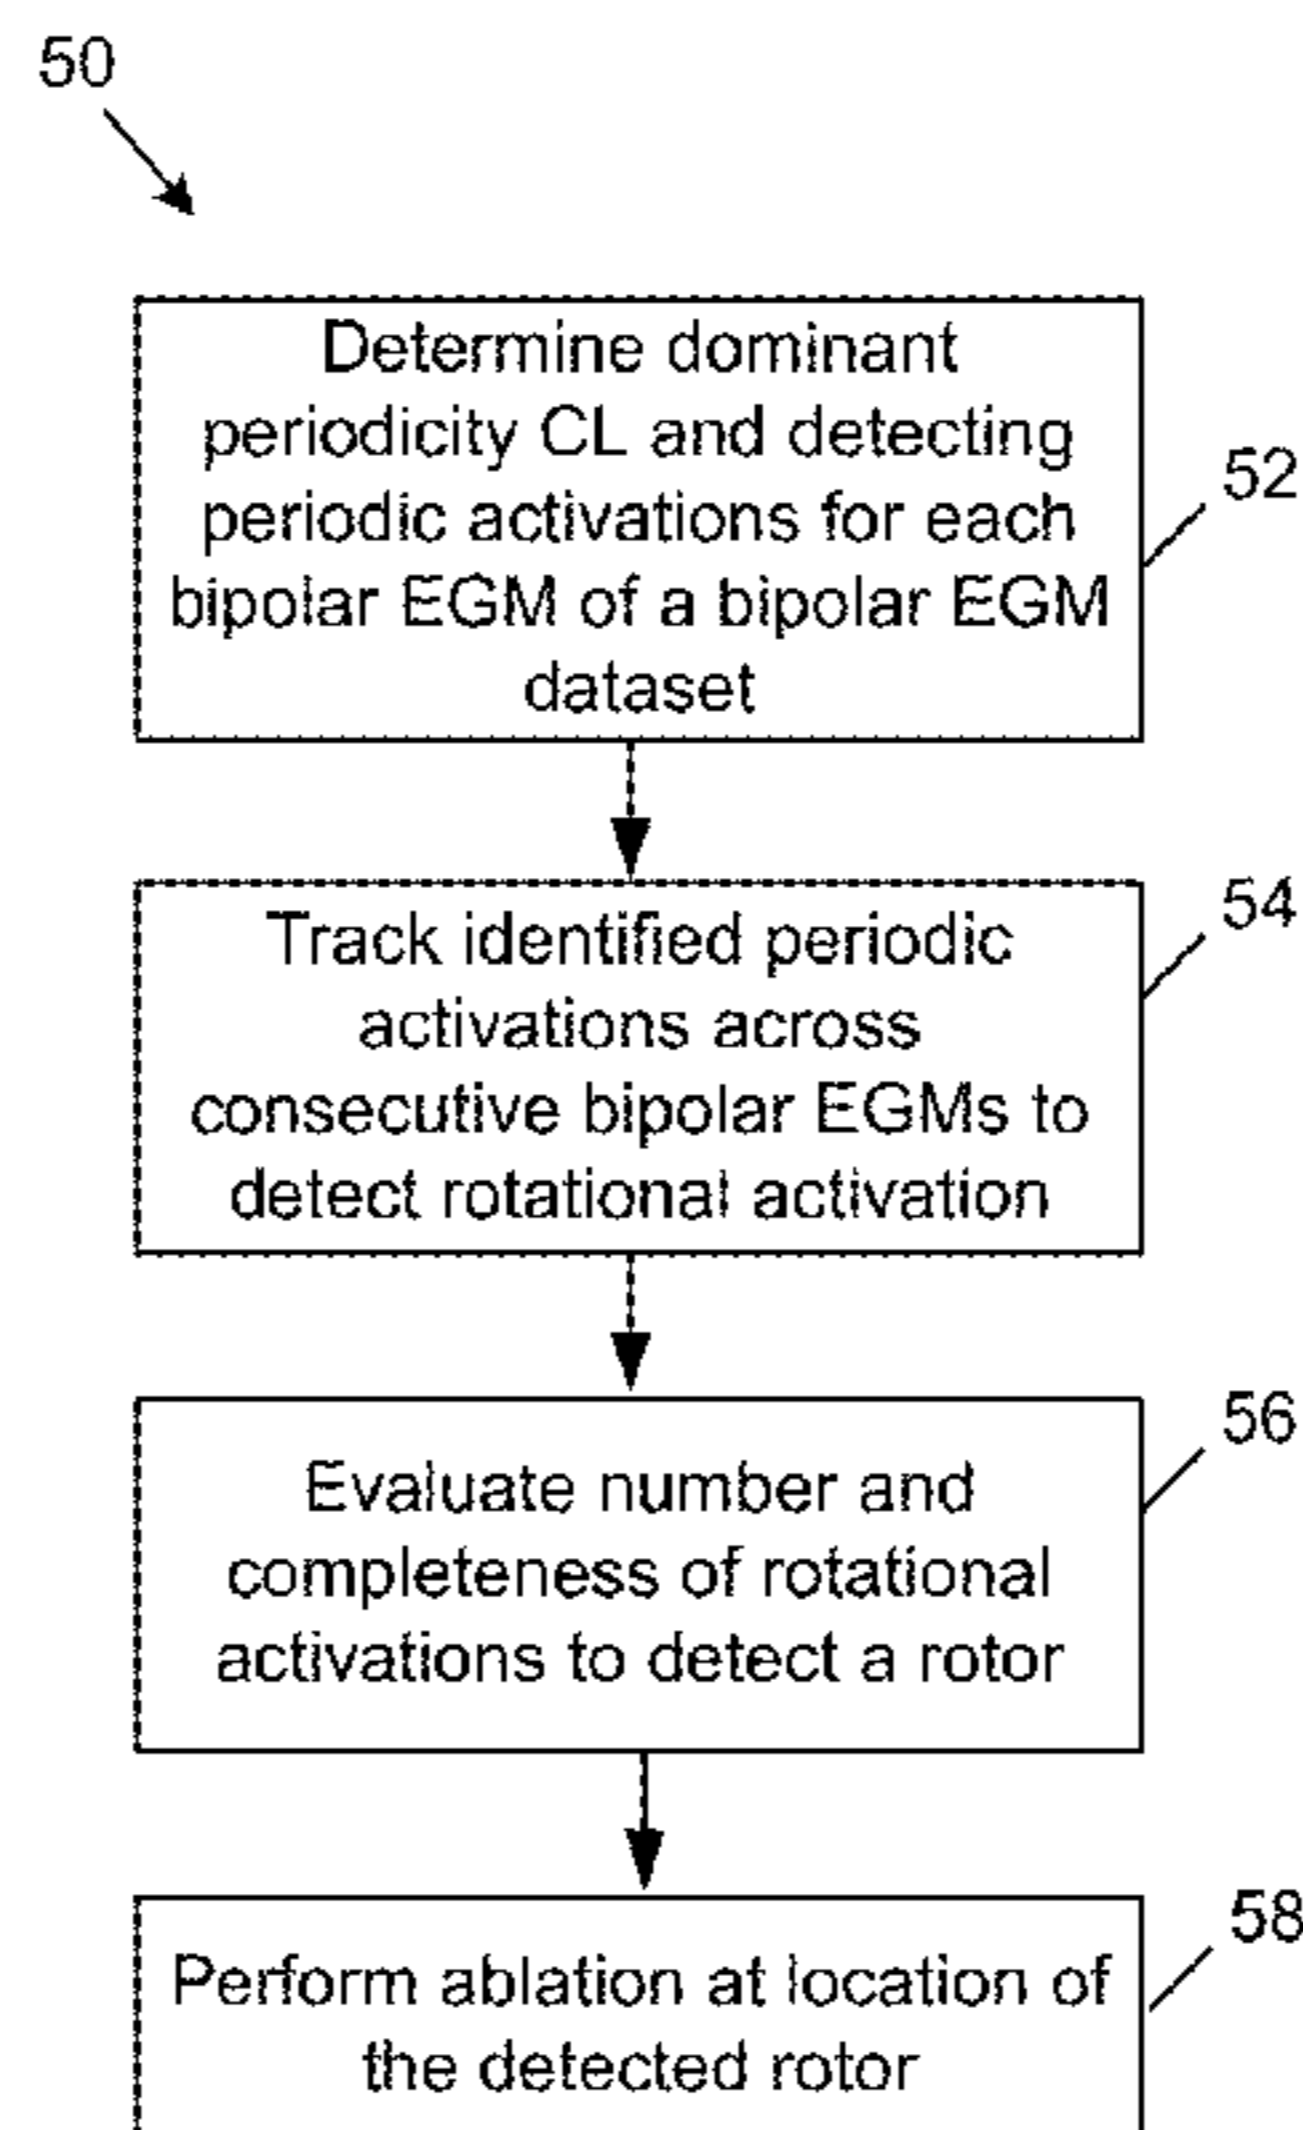 50
Determine dominant
periodicity CL and detecting
periodic activations for each
bipolar EGM of a bipolar EGM
dataset
52
Track identified periodic
activations across
consecutive bipolar EGMs to
detect rotational activation
54
Evaluate number and
completeness of rotational
activations to detect a rotor
56
Perform ablation at location of
the detected rotor
58